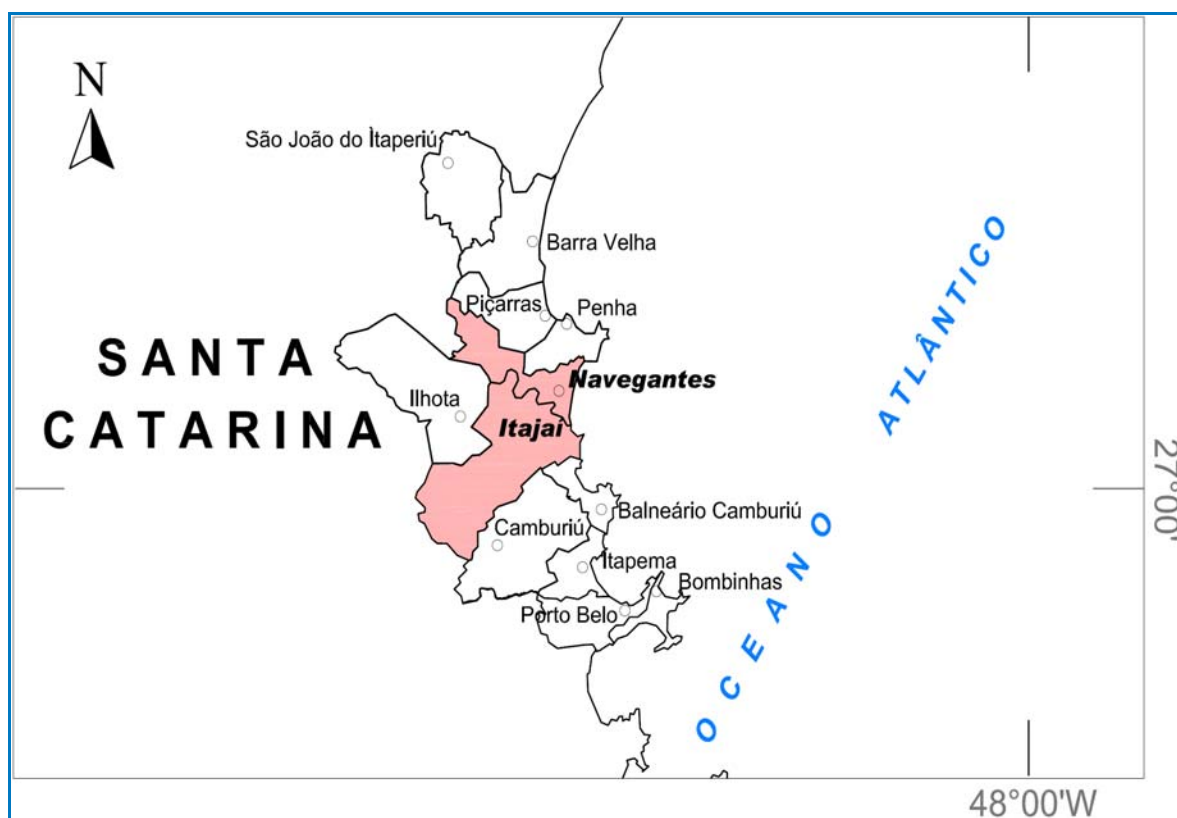 N
São João do Ìtaperiú
Barra Velha
Piçarras
Penha
SANTA
CATARINA
Navegantes
Ilhota
Itajaí
Balneário Camburiú
Camburiú
Itapema
Bombinhas
Porto Belo
OCEANO ATLÂNTICO
27°00'
48°00'W